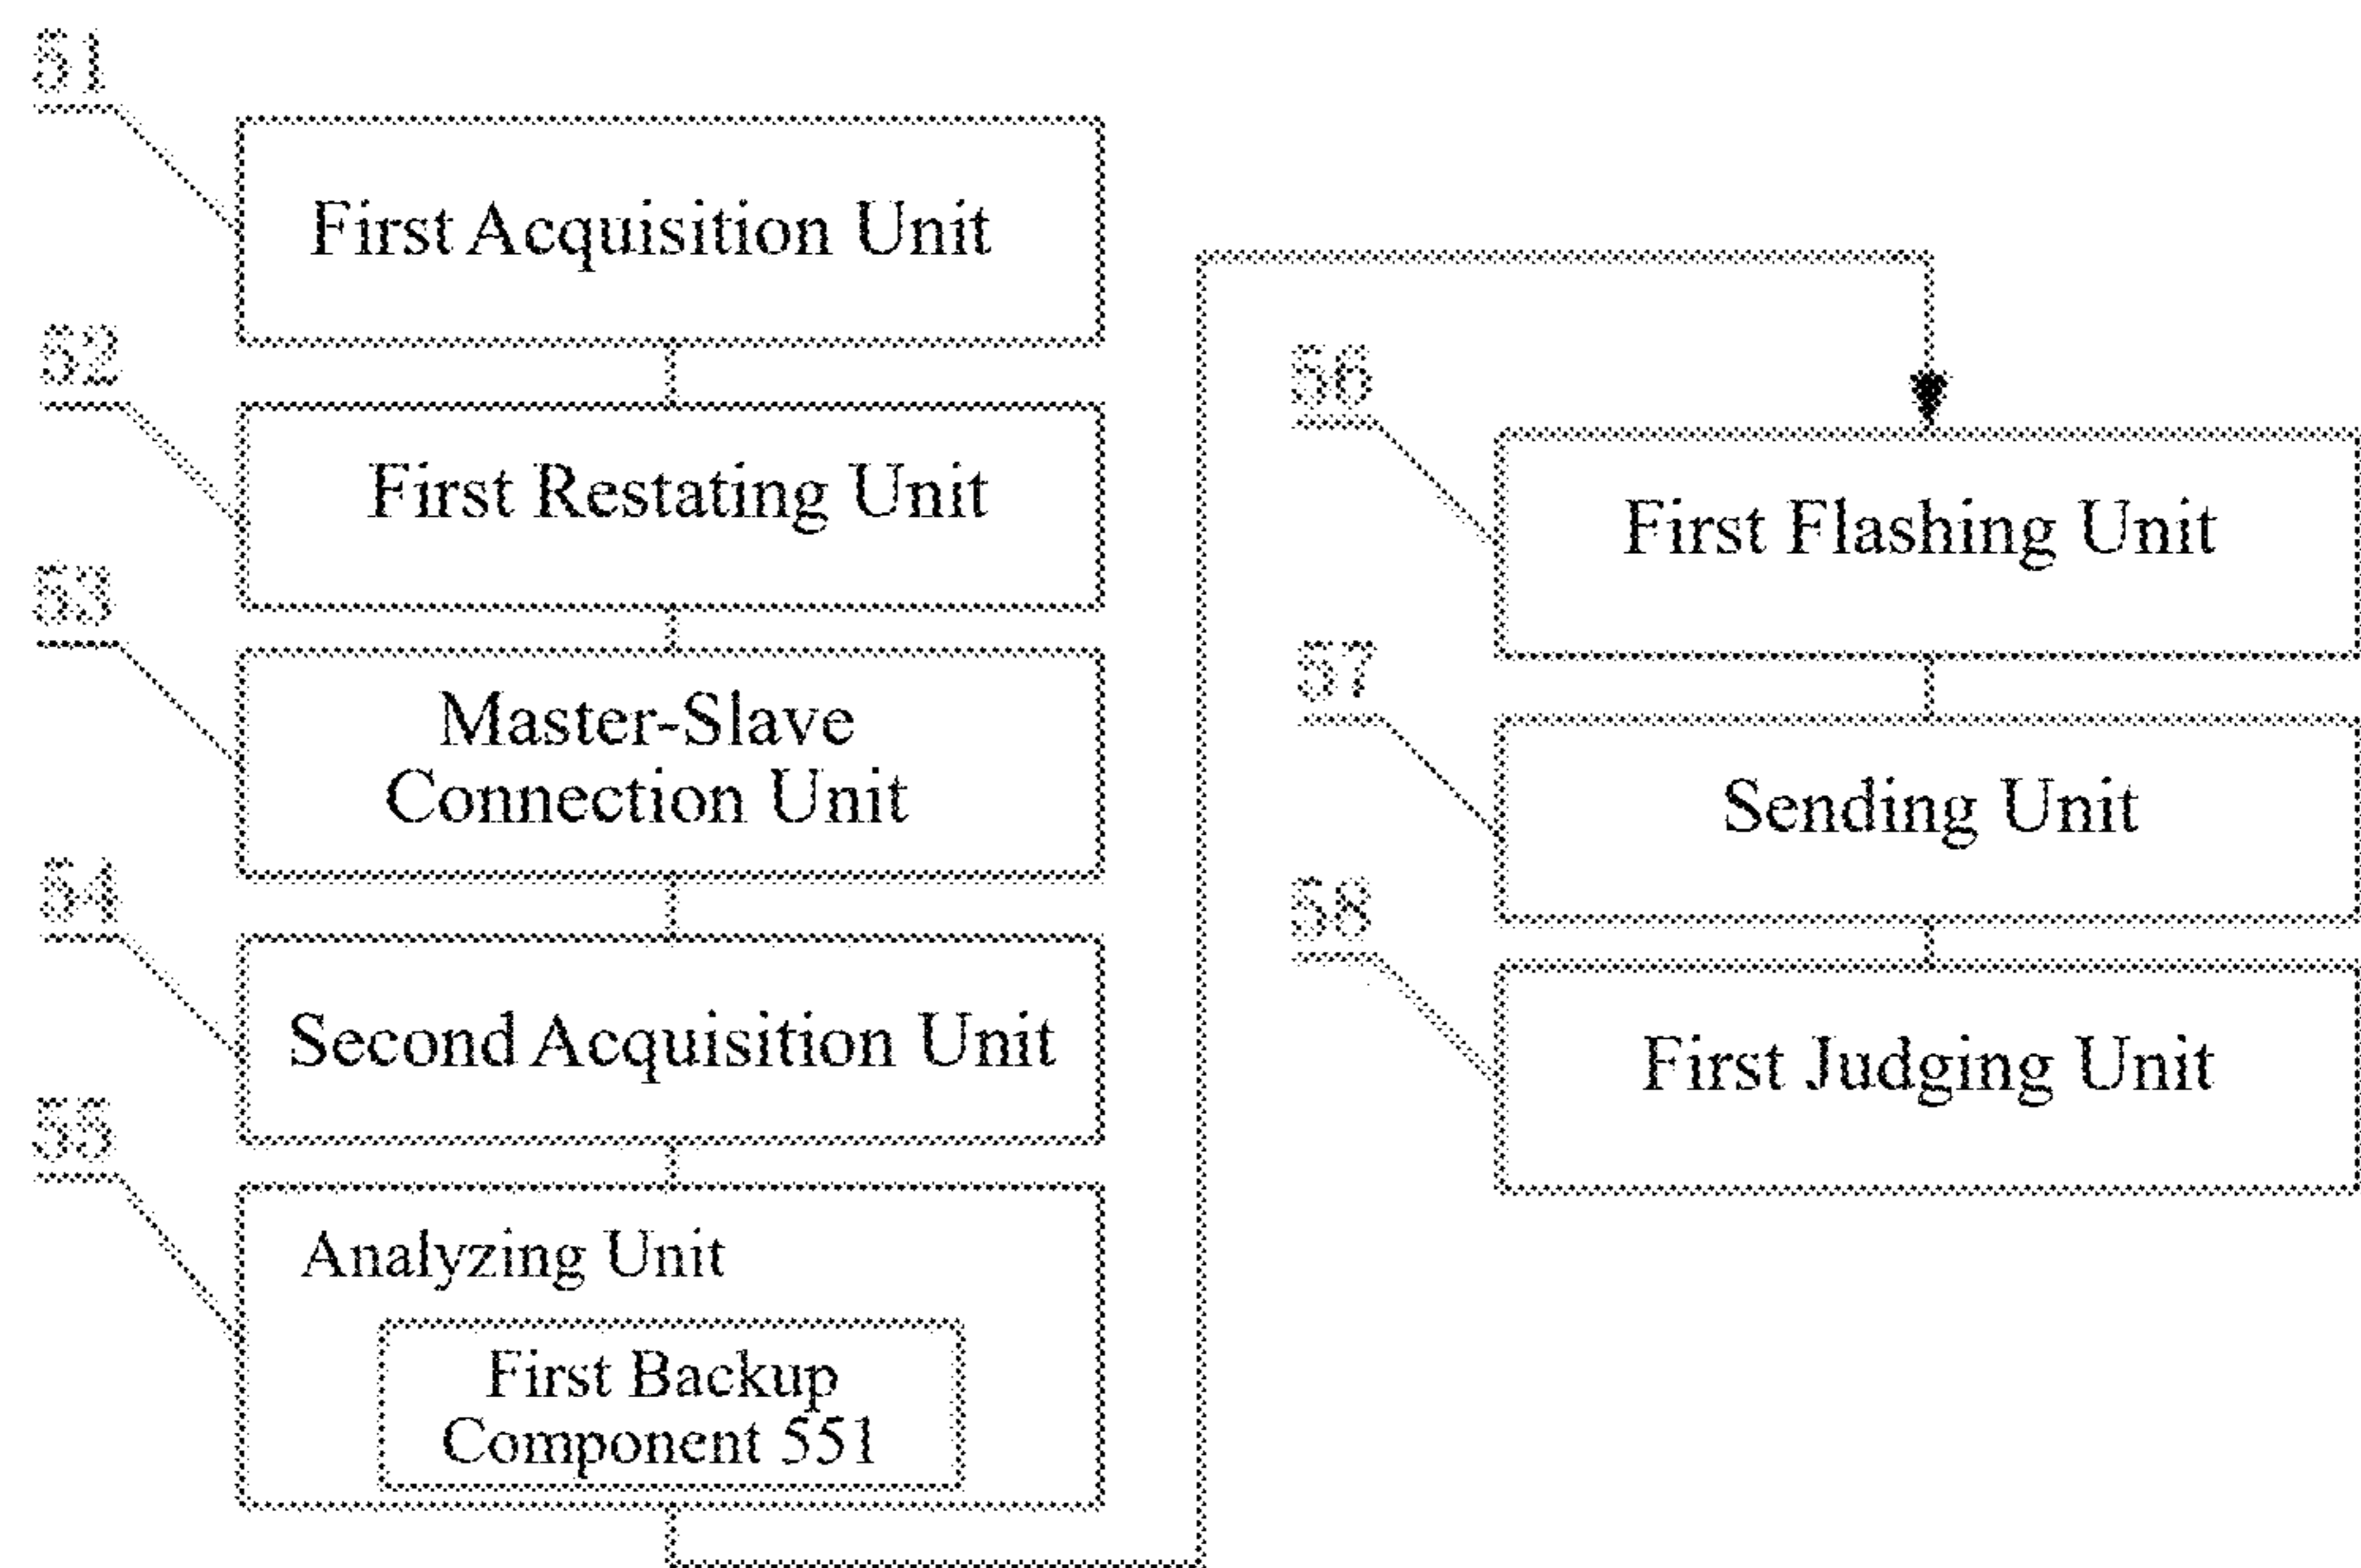 51
First Acquisition Unit
52
First Restating Unit
53
Master-Slave
Connection Unit
54
Second Acquisition Unit
55
Analyzing Unit
First Backup
Component 551
56
First Flashing Unit
57
Sending Unit
58
First Judging Unit